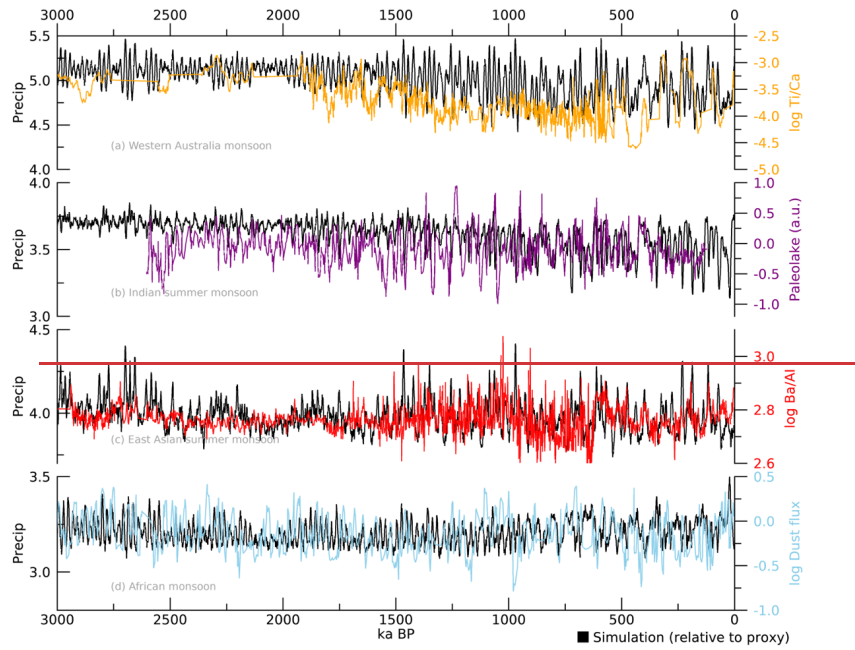 3000 2500 2000 1500 1000 500 0
5.5 -2.5
-3.0
5.0 -3.5
Precip log Ti/Ca
-4.0
4.5 -4.5
(a) Western Australia monsoon
4.0 -5.0
4.0 1.0
0.5
3.5 0.0
Precip Paleolake (a.u.)
-0.5
(b) Indian summer monsoon
-1.0
3.0
4.5
3.0
Precip log Ba/Al
4.0 2.8
(c) East Asian summer monsoon
2.6
3.5 0.5
0.0
Precip log Dust flux
3.0 -0.5
(d) African monsoon
-1.0
3000 2500 2000 1500 1000 500 0
ka BP
Simulation (relative to proxy)